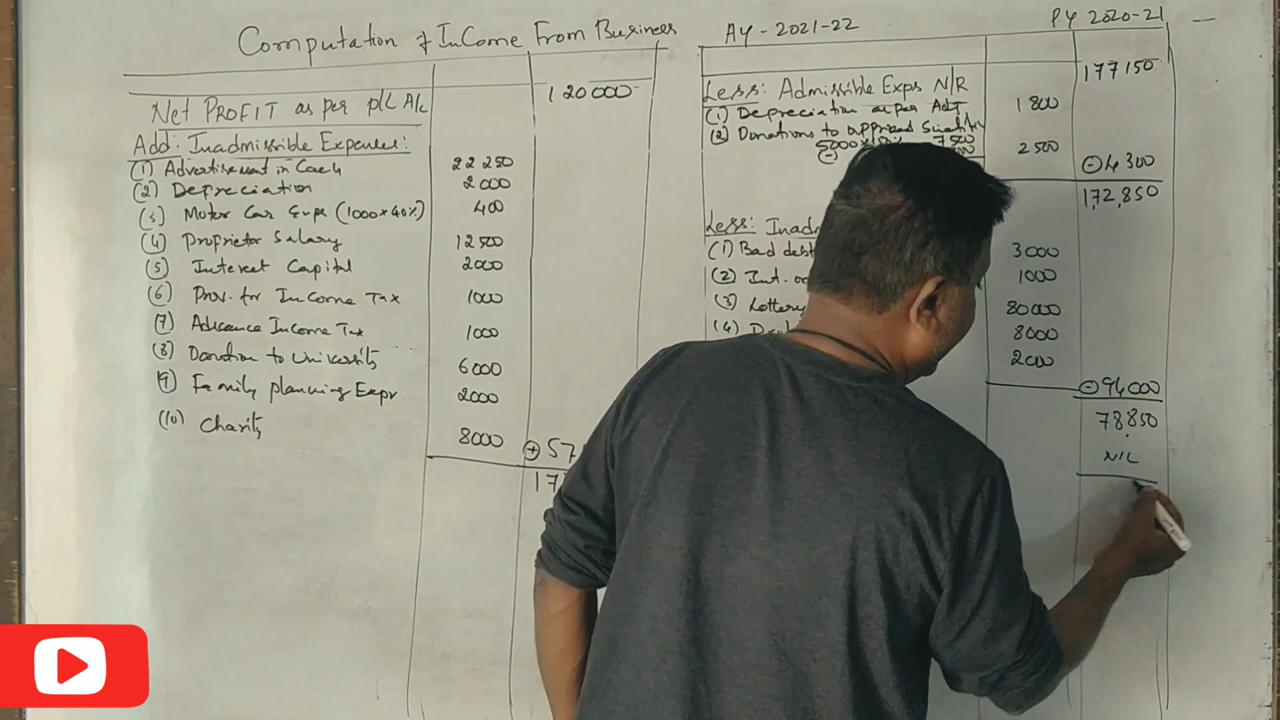 Computation of InCome From Business
AY - 2021-22
PY 2020-21
NET PROFIT as per P/L A/c
120000
Add: Inadmissible Expenses:
(1) Advertisement in Cash 22250
(2) Depreciation 2000
(3) Motor Car Exps (1000×40%) 400
(4) Proprietor Salary 12500
(5) Interest Capital 2000
(6) Prov. for Income Tax 1000
(7) Advance Income Tax 1000
(8) Donation to University 6000
(9) Family planning Expr 2000
(10) Charity 8000
+ 57
17
177150
Less: Admissible Exps N/R
(1) Depreciation as per Act 1800
(2) Donations to approved
7500
2500
- 4300
172,850
Less:
(1) Bad debt 3000
(2) Int. 1000
(3) Lottery 80000
(4) 8000
2000
- 94000
78,850
NIL